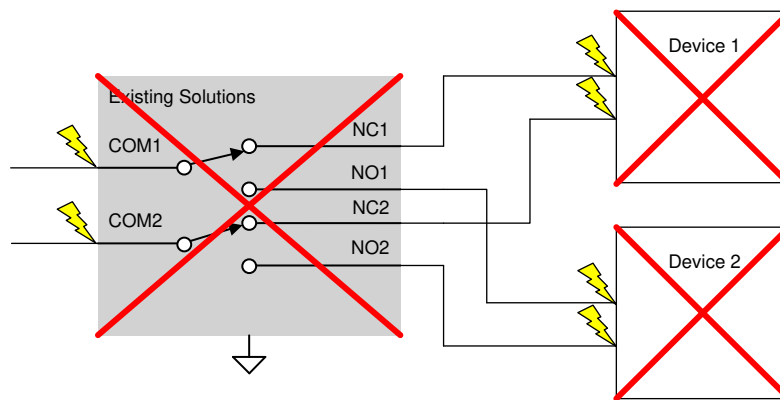 Existing Solutions
COM1
COM2
NC1
NO1
NC2
NO2
Device 1
Device 2